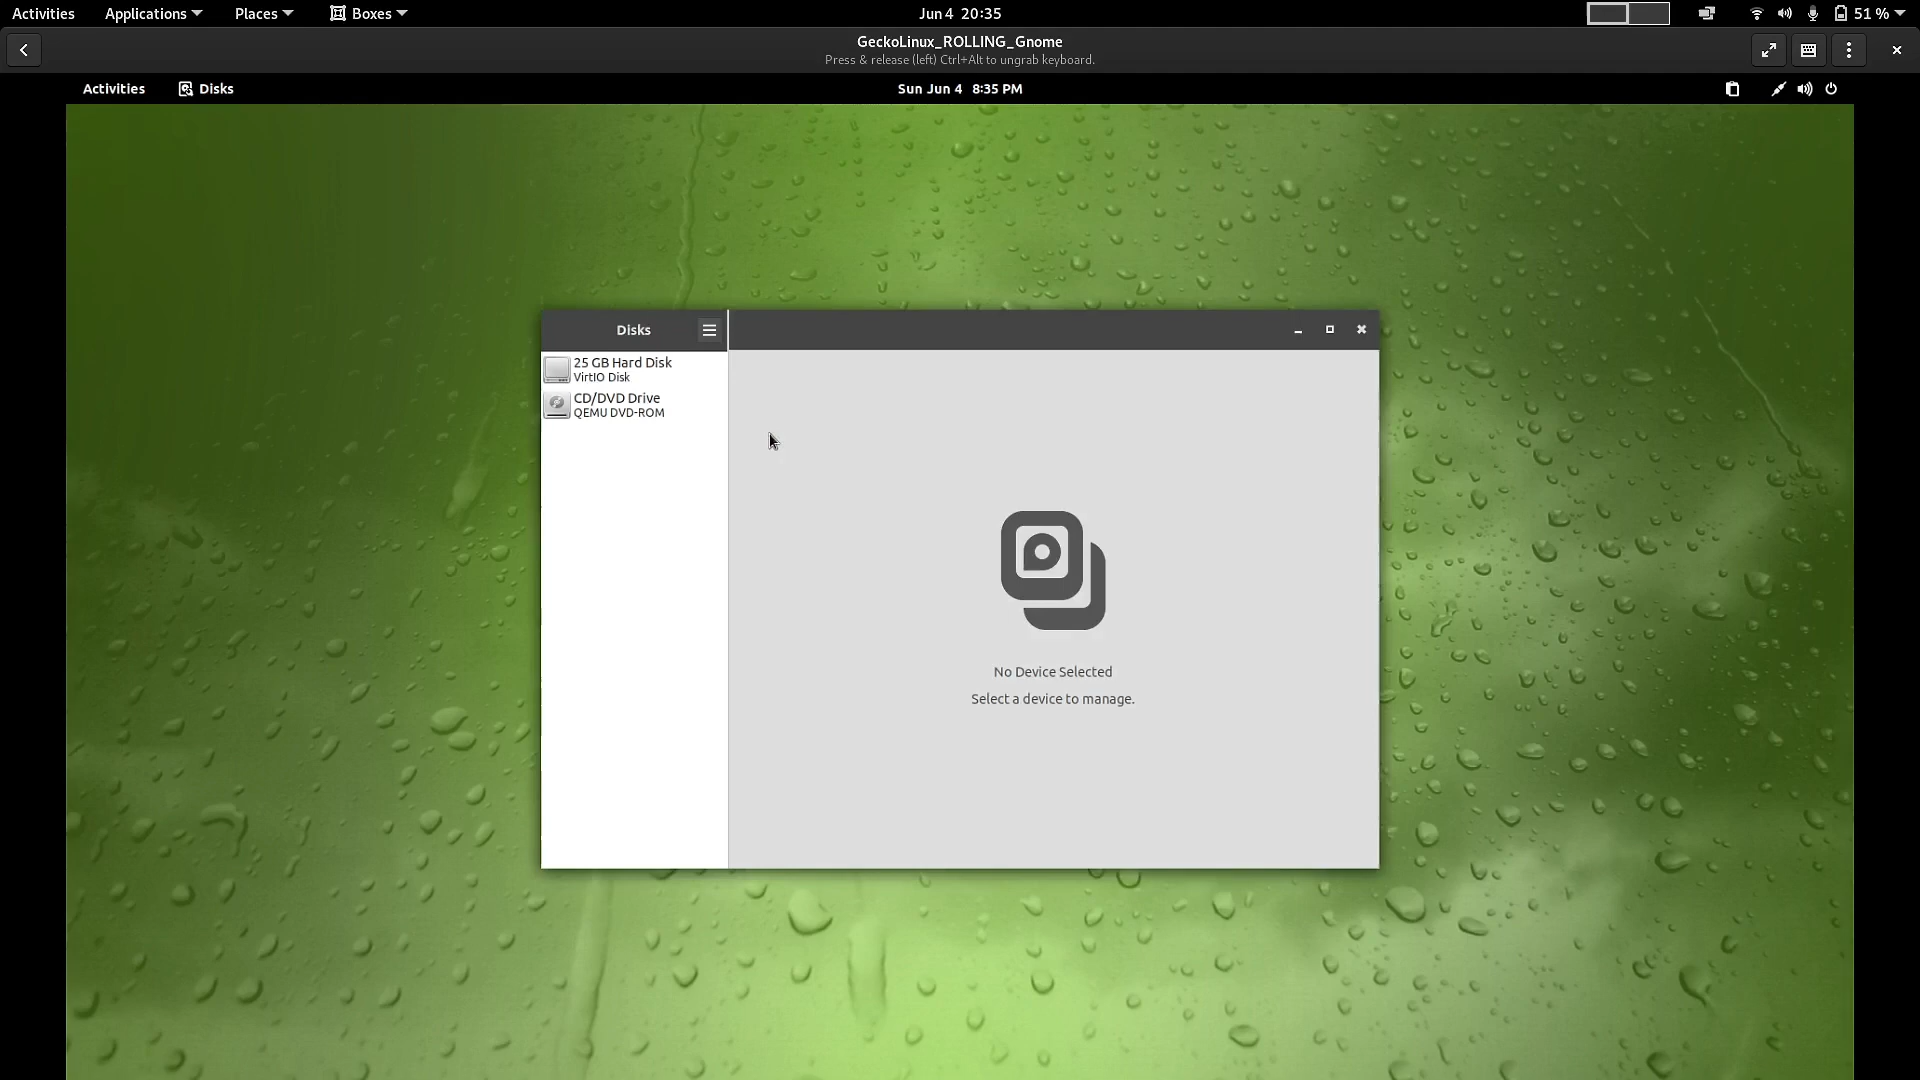 Activities Applications Places Boxes Jun 4 20:35 51 %
GeckoLinux_ROLLING_Gnome
Press & release (left) Ctrl+Alt to ungrab keyboard.
Activities Disks Sun Jun 4 8:35 PM
Disks
25 GB Hard Disk
VirtIO Disk
CD/DVD Drive
QEMU DVD-ROM
No Device Selected
Select a device to manage.